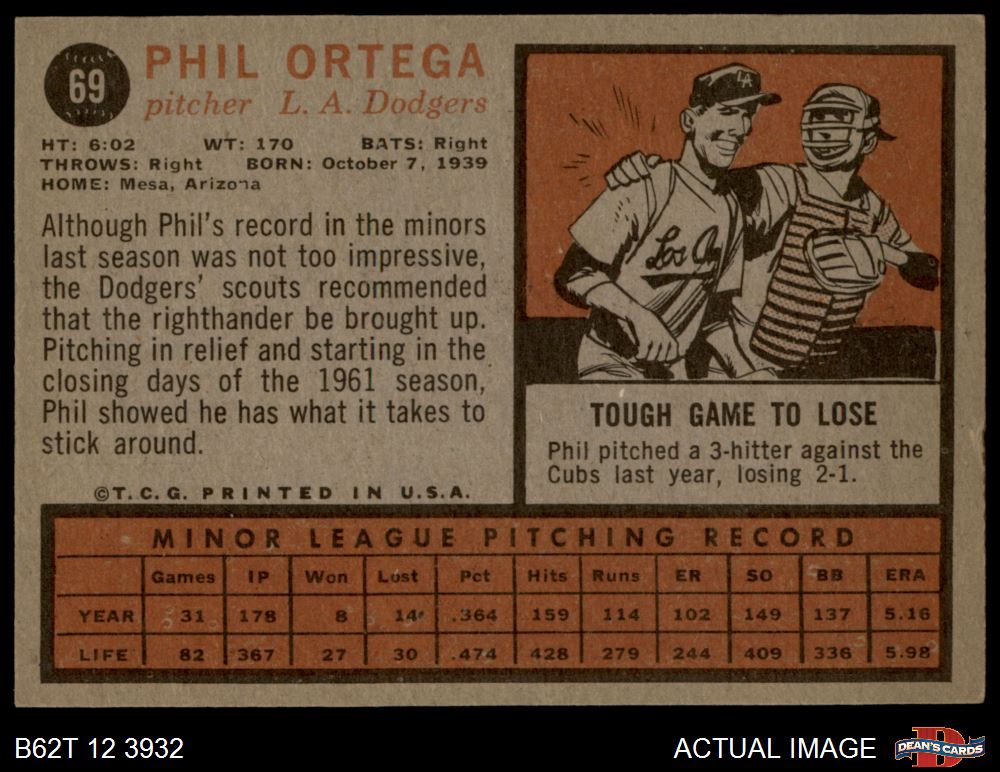 69
PHIL ORTEGA
pitcher L. A. Dodgers
HT: 6:02 WT: 170 BATS: Right
THROWS: Right BORN: October 7, 1939
HOME: Mesa, Arizona
Although Phil's record in the minors
last season was not too impressive,
the Dodgers' scouts recommended
that the righthander be brought up.
Pitching in relief and starting in the
closing days of the 1961 season,
Phil showed he has what it takes to
stick around.
©T.C.G. PRINTED IN U.S.A.
LA
Los An
TOUGH GAME TO LOSE
Phil pitched a 3-hitter against the
Cubs last year, losing 2-1.
MINOR LEAGUE PITCHING RECORD
Games IP Won Lost Pct Hits Runs ER SO BB ERA
YEAR 31 178 8 14 .364 159 114 102 149 137 5.16
LIFE 82 367 27 30 .474 428 279 244 409 336 5.98
B62T 12 3932
ACTUAL IMAGE
D
DEAN'S CARDS